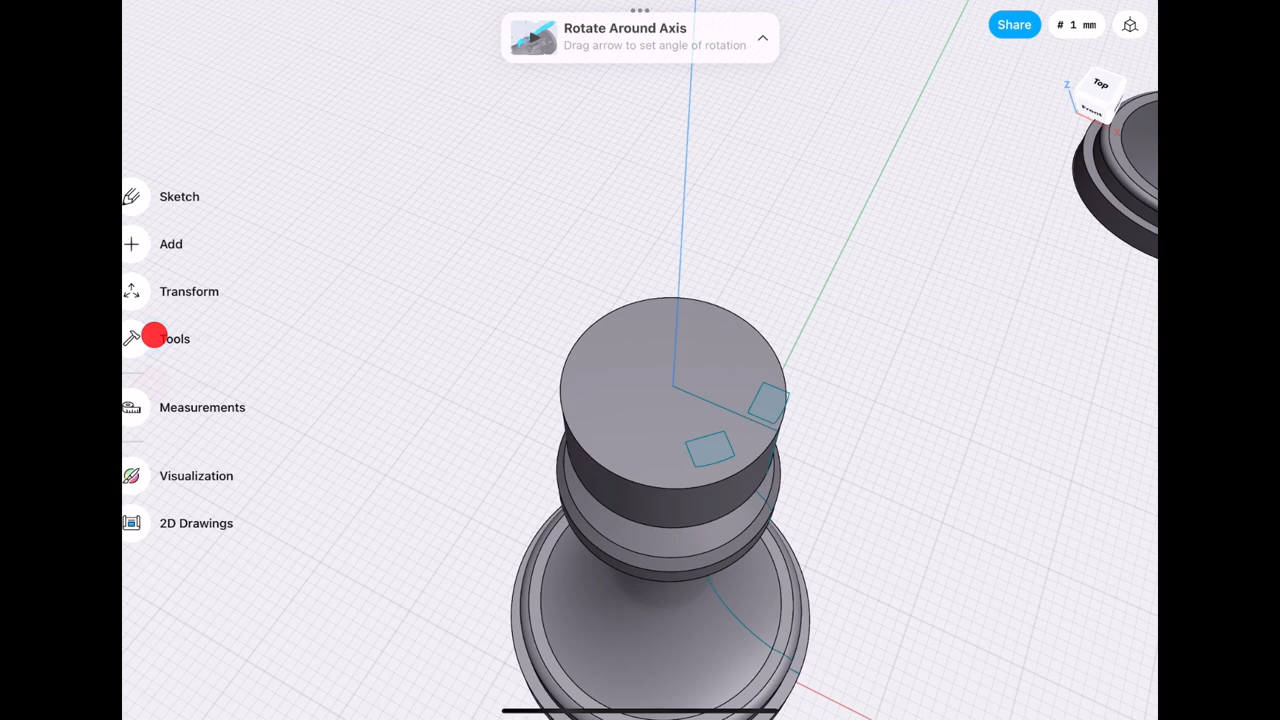 Rotate Around Axis
Drag arrow to set angle of rotation
Share
# 1 mm
Z
Top
Front
X
Sketch
Add
Transform
Tools
Measurements
Visualization
2D Drawings